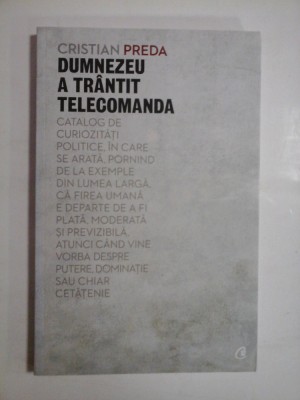 CRISTIAN PREDA
DUMNEZEU
A TRÂNTIT
TELECOMANDA
CATALOG DE
CURIOZITĂȚI
POLITICE, ÎN CARE
SE ARATĂ, PORNIND
DE LA EXEMPLE
DIN LUMEA LARGĂ,
CĂ FIREA UMANĂ
E DEPARTE DE A FI
PLATĂ, MODERATĂ
ȘI PREVIZIBILĂ,
ATUNCI CÂND VINE
VORBA DESPRE
PUTERE, DOMINAȚIE
SAU CHIAR
CETĂȚENIE